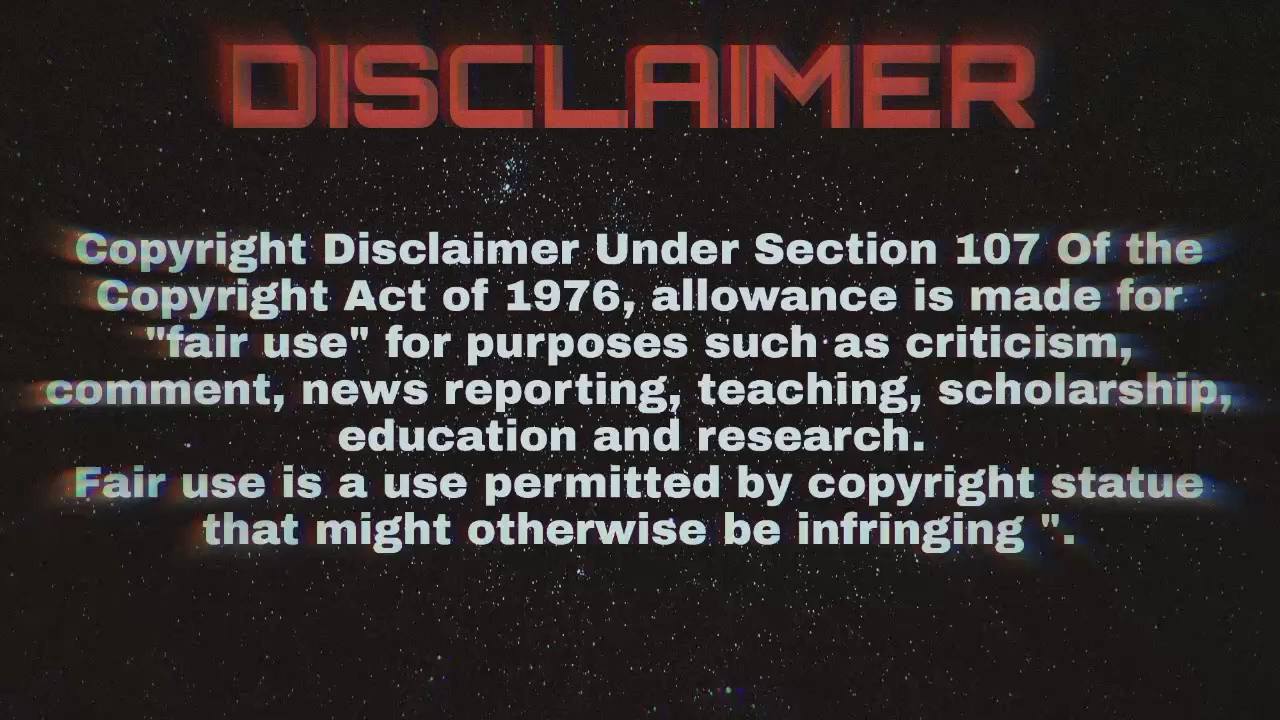 DISCLAIMER
Copyright Disclaimer Under Section 107 Of the
Copyright Act of 1976, allowance is made for
"fair use" for purposes such as criticism,
comment, news reporting, teaching, scholarship,
education and research.
Fair use is a use permitted by copyright statue
that might otherwise be infringing ".